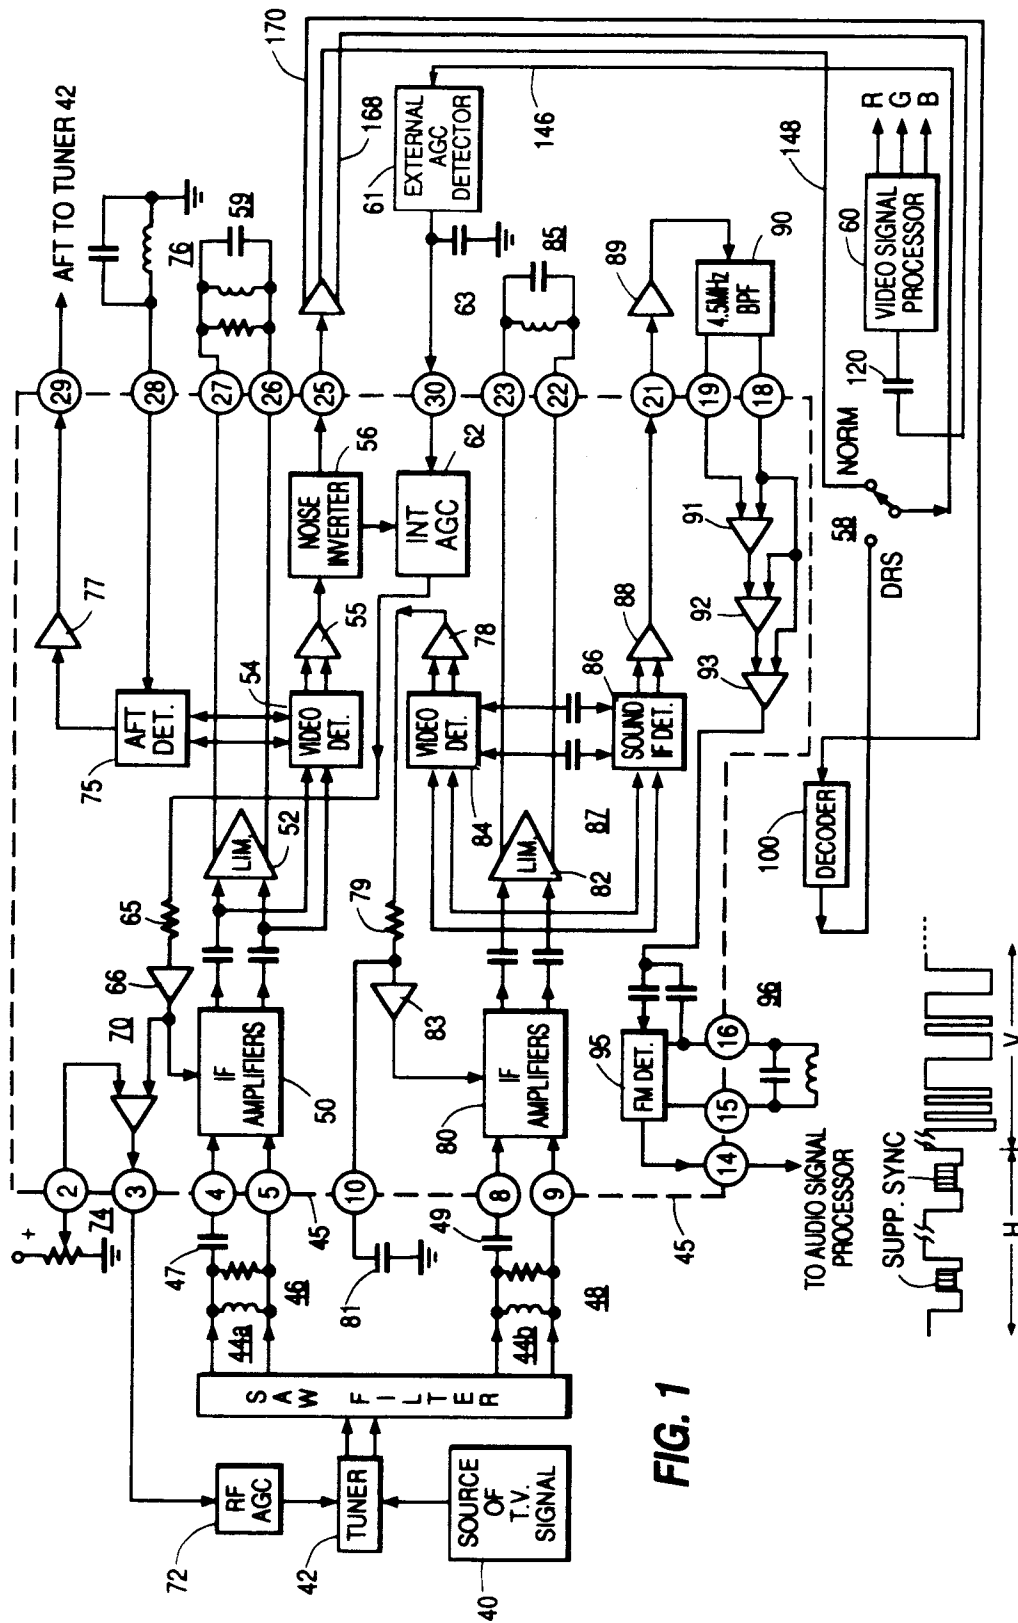 AFT TO TUNER 42
29
28
27
26
25
30
23
22
21
19
18
77
75
AFT
DET.
76
59
170
168
61
EXTERNAL
AGC
DETECTOR
146
148
56
NOISE
INVERTER
62
INT
AGC
63
54
VIDEO
DET.
55
78
84
VIDEO
DET.
86
SOUND
IF DET.
87
88
85
89
90
4.5MHz
BPF
91
92
93
60
VIDEO SIGNAL
PROCESSOR
R
G
B
120
NORM
58
DRS
100
DECODER
65
66
70
52
LIM.
79
83
82
LIM.
50
IF
AMPLIFIERS
80
IF
AMPLIFIERS
95
FM DET.
96
16
15
14
TO AUDIO SIGNAL
PROCESSOR
2
3
4
5
10
8
9
+
74
45
45
47
46
44a
81
49
48
44b
SAW FILTER
72
RF
AGC
42
TUNER
40
SOURCE
OF
T.V.
SIGNAL
SUPP. SYNC
H
V
FIG. 1